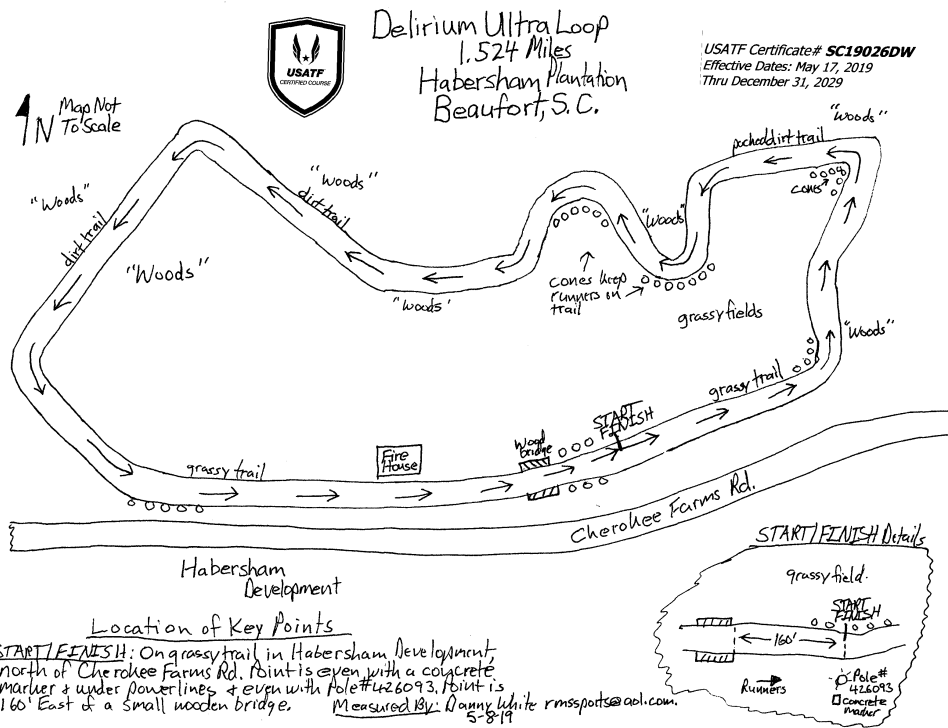 Delirium Ultra Loop
1.524 Miles
Habersham Plantation
Beaufort, S.C.
USATF
CERTIFIED COURSE
USATF Certificate# SC19026DW
Effective Dates: May 17, 2019
Thru December 31, 2029
N
Map Not
To Scale
"Woods"
packed dirt trail
cones
"Woods"
dirt trail
"Woods"
"Woods"
dirt trail
"Woods"
"Woods'
cones keep
runners on
trail
grassy fields
"Woods"
grassy trail
START
FINISH
Wood
bridge
Fire
House
grassy trail
Cherokee Farms Rd.
Habersham
Development
START/FINISH Details
grassy field.
START
FINISH
160'
Runners
Pole#
426093
concrete
marker
Location of Key Points
START/FINISH: On grassy trail in Habersham Development,
north of Cherokee Farms Rd. Point is even with a concrete
marker & under powerlines & even with Pole#426093. Point is
160' East of a small wooden bridge.
Measured By: Danny White rmssports@aol.com.
5-8-19